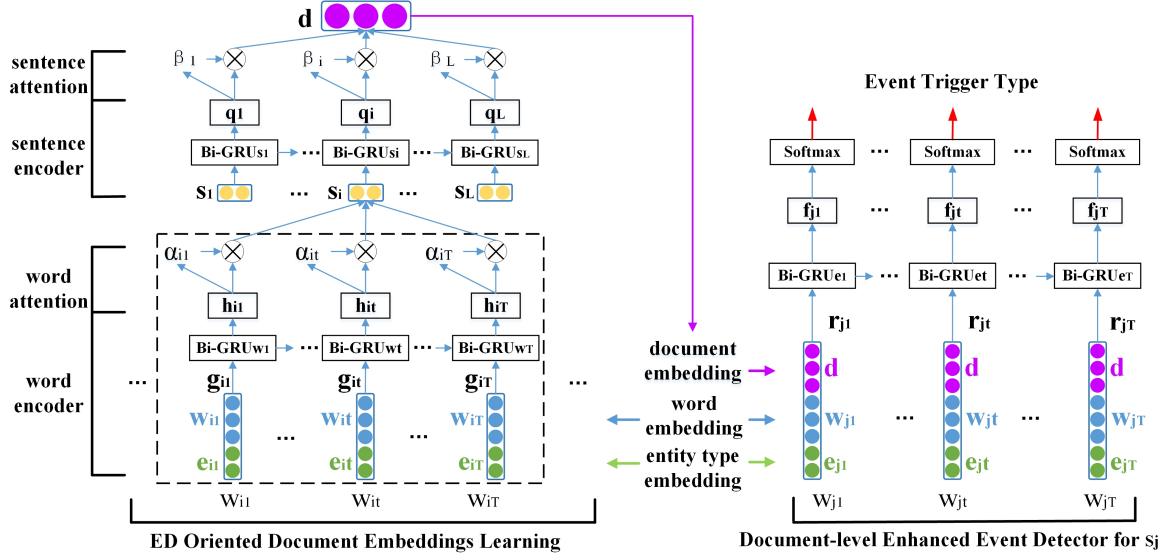 d
sentence
attention
β1
βi
βL
q1
qi
qL
sentence
encoder
Bi-GRUs1
...
Bi-GRUsi
...
Bi-GRUsL
s1
...
si
...
sL
word
attention
αi1
αit
αiT
hi1
hit
hiT
word
encoder
Bi-GRUw1
...
Bi-GRUwt
...
Bi-GRUwT
...
gi1
git
giT
...
wi1
wit
wiT
...
...
ei1
eit
eiT
wi1
wit
wiT
ED Oriented Document Embeddings Learning
document
embedding
word
embedding
entity type
embedding
Event Trigger Type
Softmax
...
Softmax
...
Softmax
fj1
...
fjt
...
fjT
Bi-GRUe1
...
Bi-GRUet
...
Bi-GRUeT
rj1
rjt
rjT
d
d
d
wj1
...
wjt
...
wjT
ej1
ejt
ejT
wj1
wjt
wjT
Document-level Enhanced Event Detector for sj